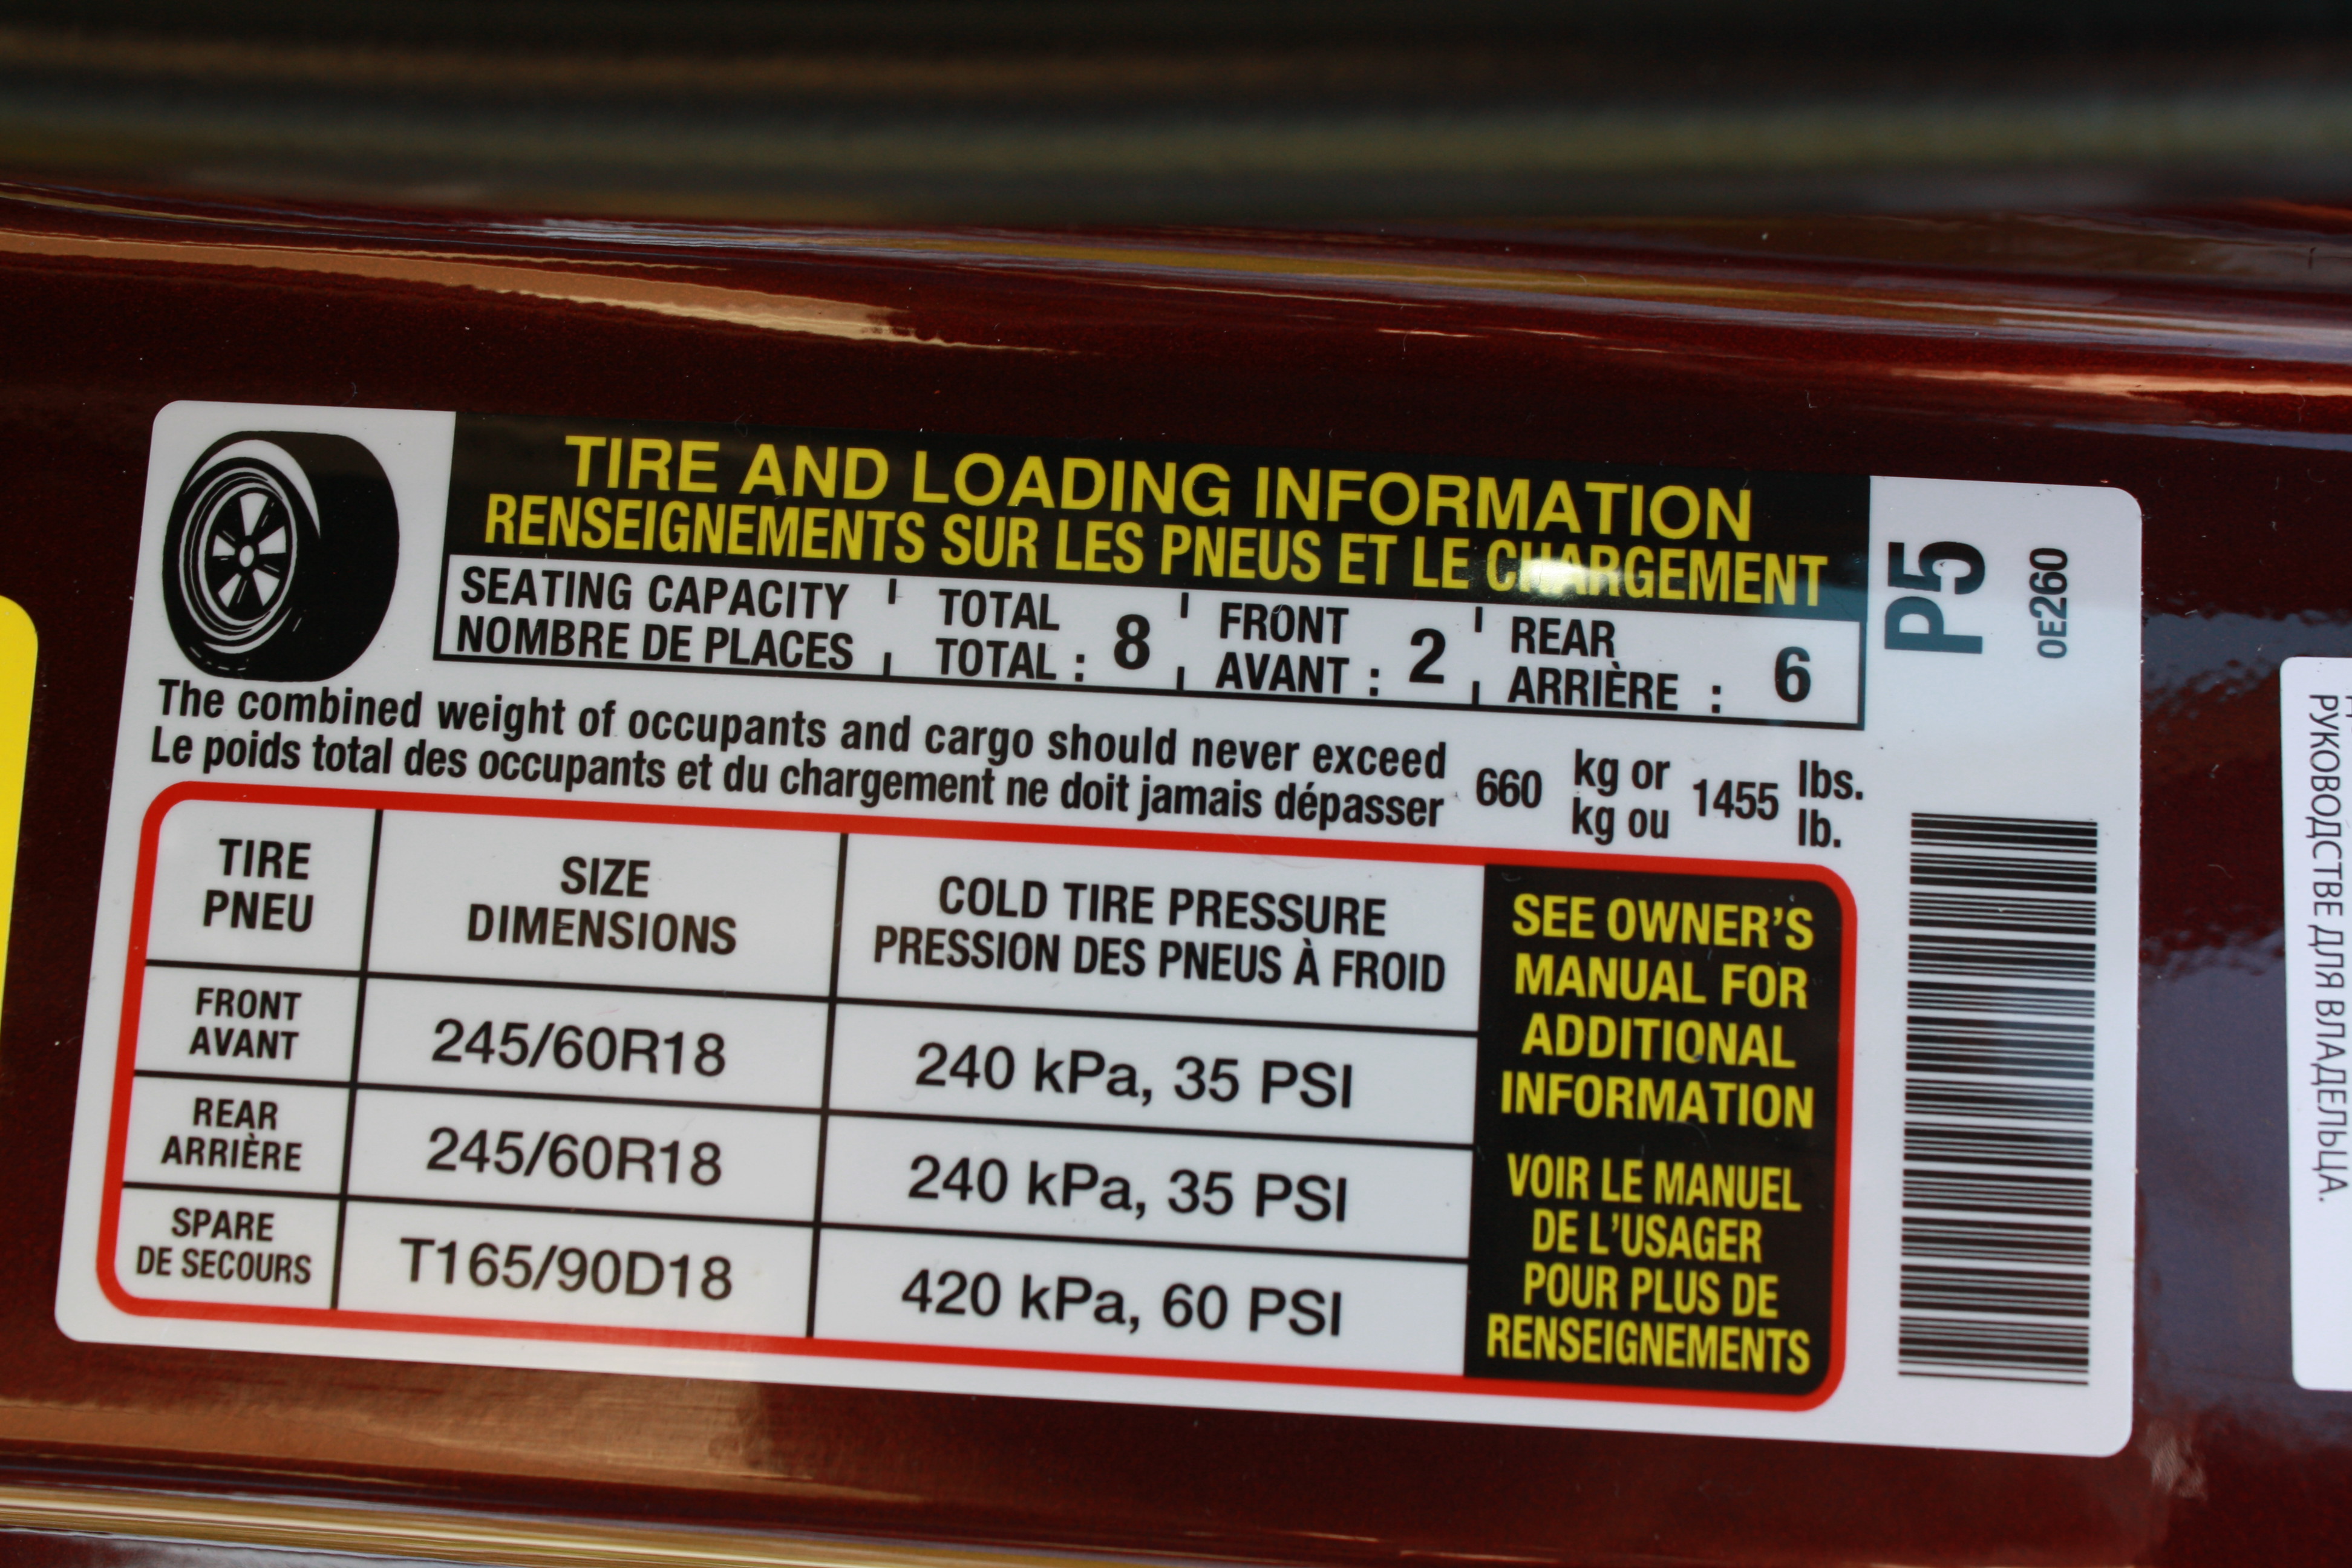 TIRE AND LOADING INFORMATION
RENSEIGNEMENTS SUR LES PNEUS ET LE CHARGEMENT
SEATING CAPACITY TOTAL FRONT REAR
NOMBRE DE PLACES TOTAL : 8 AVANT : 2 ARRIÈRE : 6
The combined weight of occupants and cargo should never exceed 660 kg or 1455 lbs.
Le poids total des occupants et du chargement ne doit jamais dépasser kg ou lb.
TIRE SIZE COLD TIRE PRESSURE
PNEU DIMENSIONS PRESSION DES PNEUS À FROID
FRONT
AVANT 245/60R18 240 kPa, 35 PSI
REAR
ARRIÈRE 245/60R18 240 kPa, 35 PSI
SPARE
DE SECOURS T165/90D18 420 kPa, 60 PSI
SEE OWNER'S
MANUAL FOR
ADDITIONAL
INFORMATION
VOIR LE MANUEL
DE L'USAGER
POUR PLUS DE
RENSEIGNEMENTS
P5
0E260
РУКОВОДСТВЕ ДЛЯ ВЛАДЕЛЬЦА.